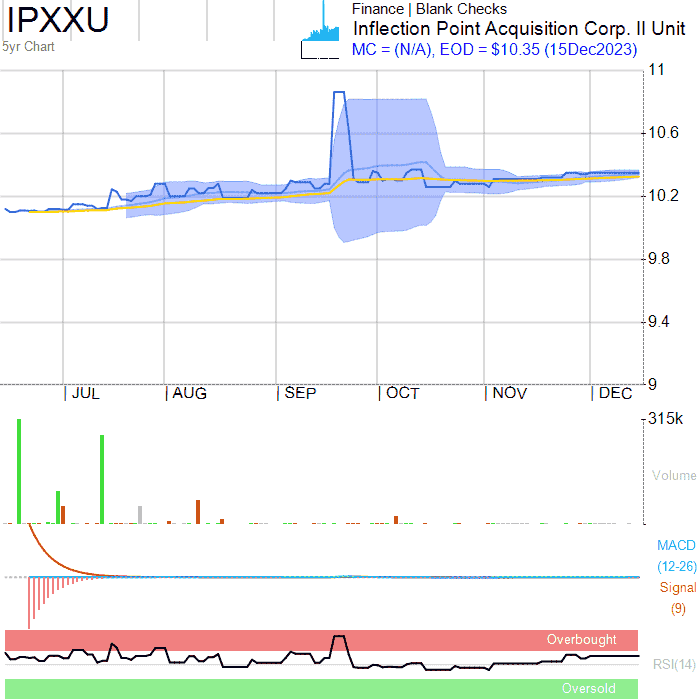 IPXXU
5yr Chart
Finance | Blank Checks
Inflection Point Acquisition Corp. II Unit
MC = (N/A), EOD = $10.35 (15Dec2023)
11
10.6
10.2
9.8
9.4
9
JUL AUG SEP OCT NOV DEC
315k
Volume
MACD
(12-26)
Signal
(9)
Overbought
RSI(14)
Oversold